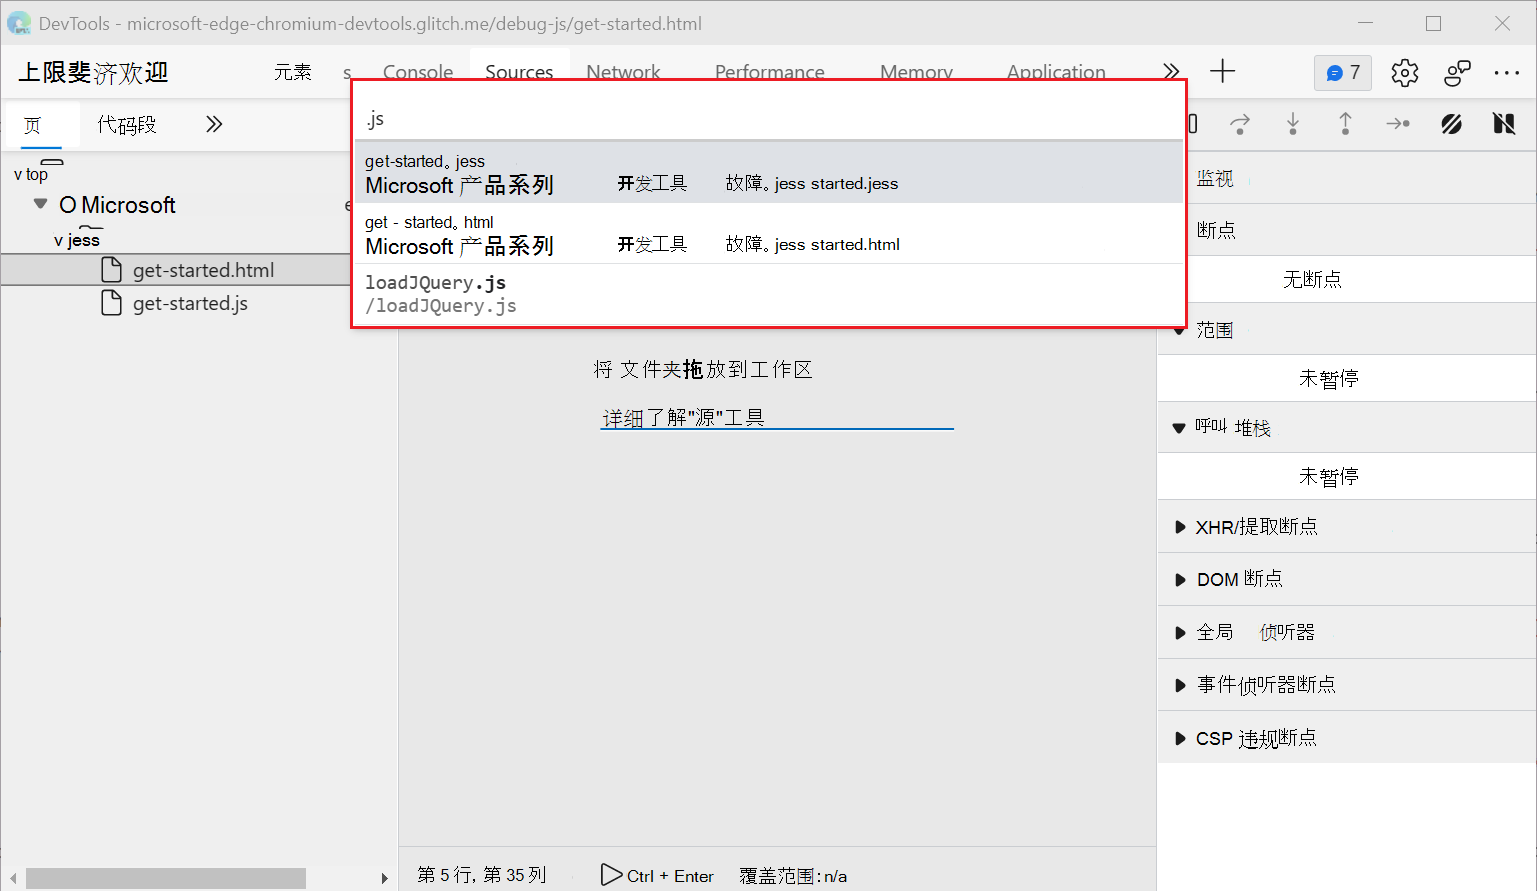 DevTools - microsoft-edge-chromium-devtools.glitch.me/debug-js/get-started.html
上限斐济欢迎 元素 s Console Sources Network Performance Memory Application 7
页 代码段
.js
get-started。jess
Microsoft 产品系列 开发工具 故障。jess started.jess
get - started。html
Microsoft 产品系列 开发工具 故障。jess started.html
loadJQuery.js
/loadJQuery.js
v top
O Microsoft
v jess
get-started.html
get-started.js
将 文件夹拖放到工作区
详细了解"源"工具
监视
断点
无断点
范围
未暂停
呼叫 堆栈
未暂停
XHR/提取断点
DOM 断点
全局 侦听器
事件侦听器断点
CSP 违规断点
第 5 行, 第 35 列 Ctrl + Enter 覆盖范围: n/a